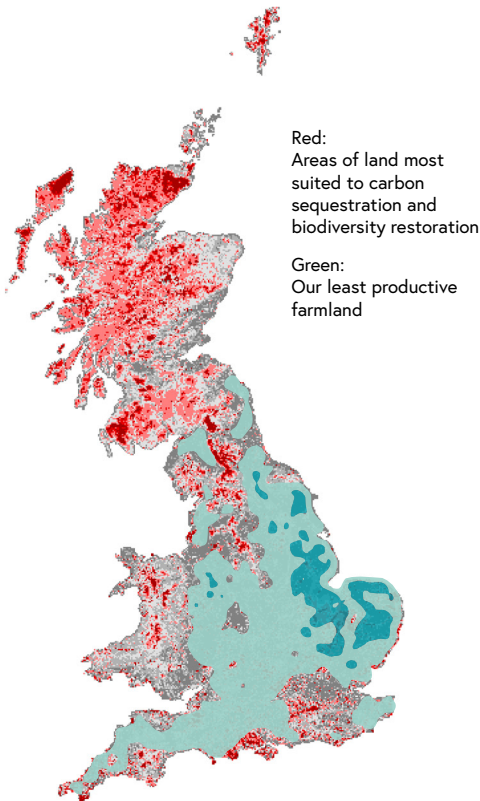 Red:
Areas of land most
suited to carbon
sequestration and
biodiversity restoration
Green:
Our least productive
farmland